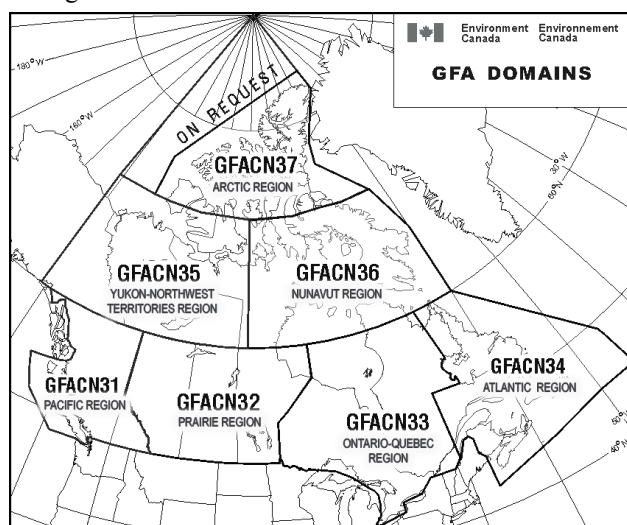 Environment Environnement
Canada Canada
GFA DOMAINS
180°W
160°W
ON REQUEST
GFACN37
ARCTIC REGION
30°W
60°W
GFACN35
YUKON-NORTHWEST
TERRITORIES REGION
GFACN36
NUNAVUT REGION
GFACN31
PACIFIC REGION
GFACN32
PRAIRIE REGION
GFACN33
ONTARIO-QUEBEC
REGION
GFACN34
ATLANTIC REGION
40°W